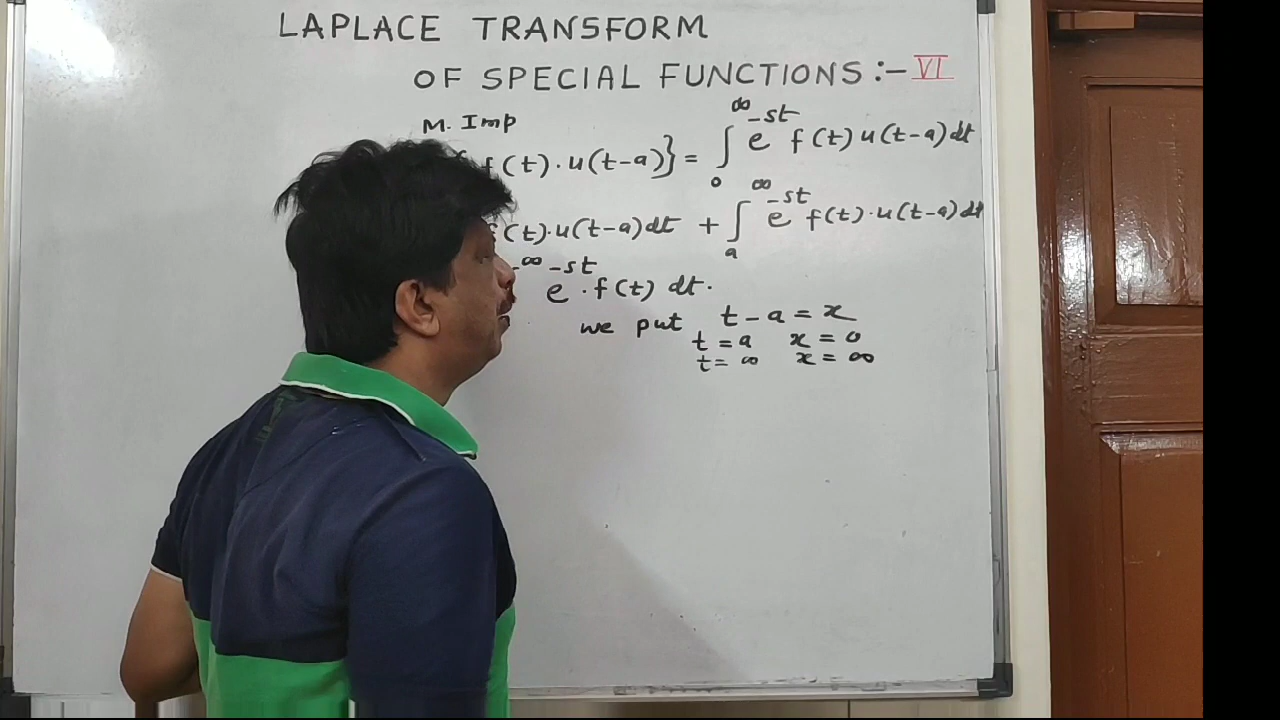 LAPLACE TRANSFORM
OF SPECIAL FUNCTIONS :- VI
M. Imp
f(t)·u(t-a)} = ∫₀^∞ e^{-st} f(t) u(t-a) dt
f(t)·u(t-a) dt + ∫ₐ^∞ e^{-st} f(t)·u(t-a) dt
∞ e^{-st}·f(t) dt.
we put t-a = x
t = a x = 0
t = ∞ x = ∞